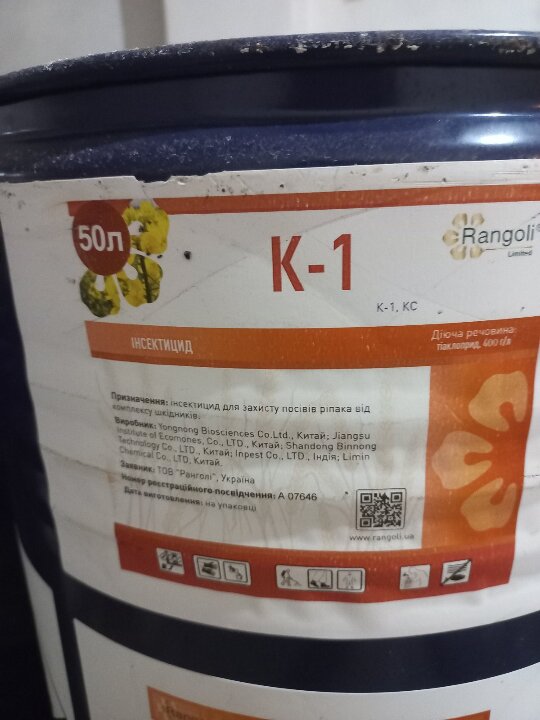 50л
K-1
Rangoli®
Limited
K-1, КС
ІНСЕКТИЦИД
Діюча речовина:
тіаклоприд, 400 г/л
Призначення: інсектицид для захисту посівів ріпака від
комплексу шкідників.
Виробник: Yongnong Biosciences Co.Ltd., Китай; Jiangsu
Institute of Ecomones, Co., LTD., Китай; Shandong Binnong
Technology Co., LTD., Китай; Inpest Co., LTD., Індія; Limin
Chemical Co., LTD, Китай.
Заявник: ТОВ "Ранголі", Україна
Номер реєстраційного посвідчення: А 07646
Дата виготовлення: на упаковці
www.rangoli.ua